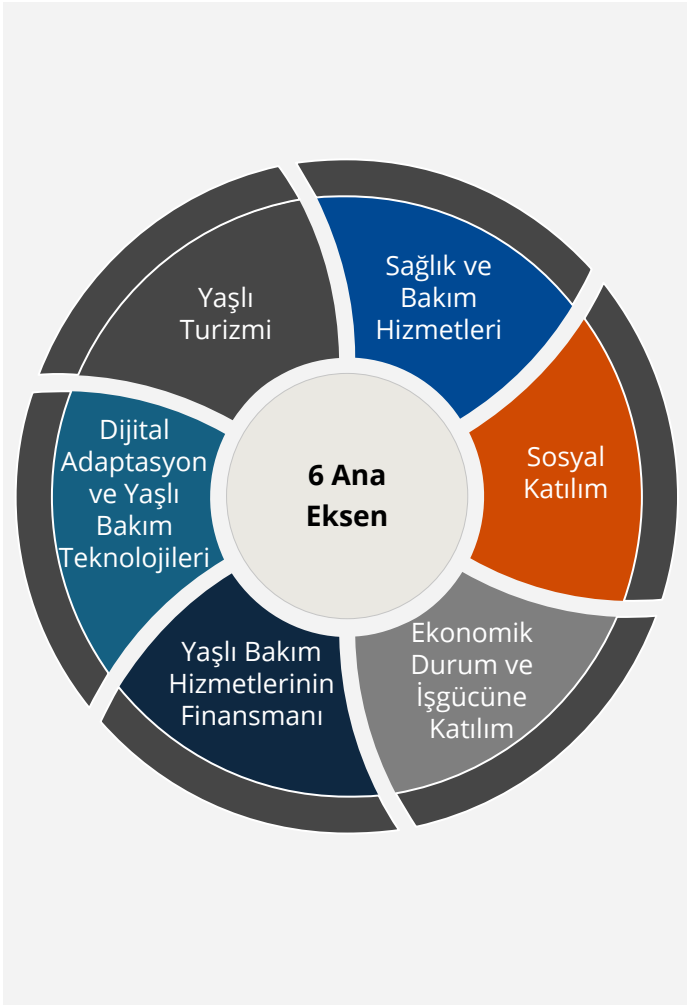 6 Ana
Eksen
Sağlık ve
Bakım
Hizmetleri
Sosyal
Katılım
Ekonomik
Durum ve
İşgücüne
Katılım
Yaşlı Bakım
Hizmetlerinin
Finansmanı
Dijital
Adaptasyon
ve Yaşlı
Bakım
Teknolojileri
Yaşlı
Turizmi